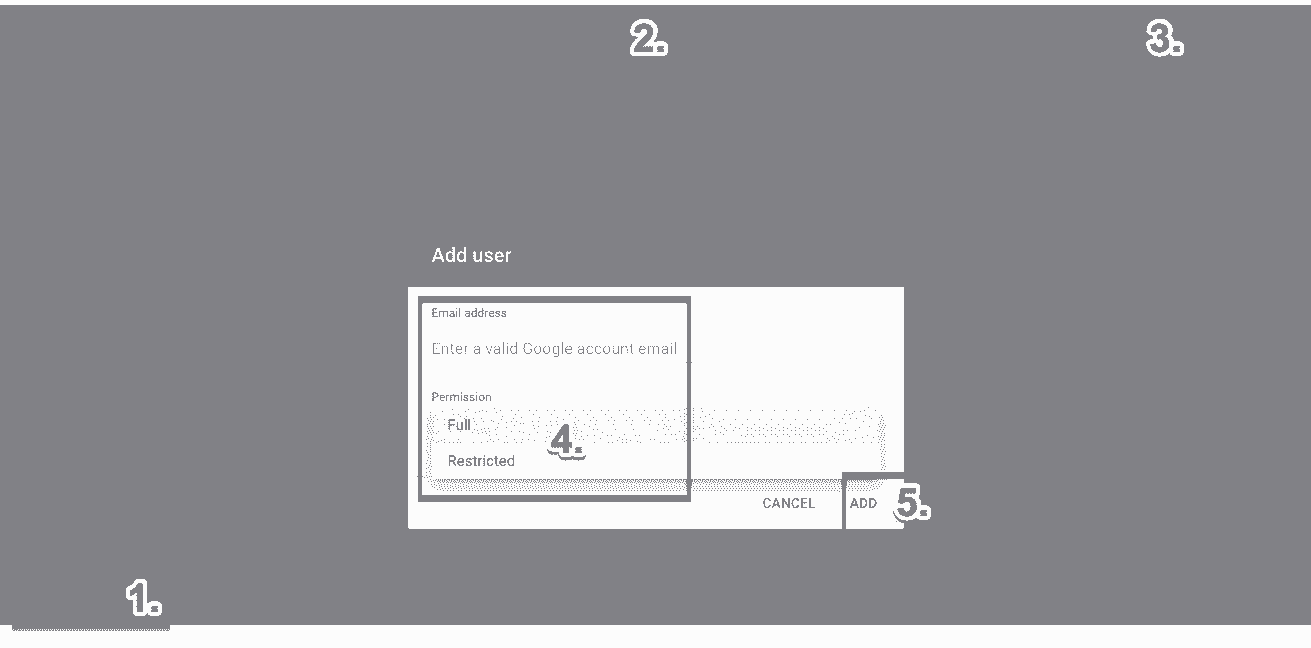 2.
3.
Add user
Email address
Enter a valid Google account email
Permission
Full
4.
Restricted
CANCEL
ADD
5.
1.